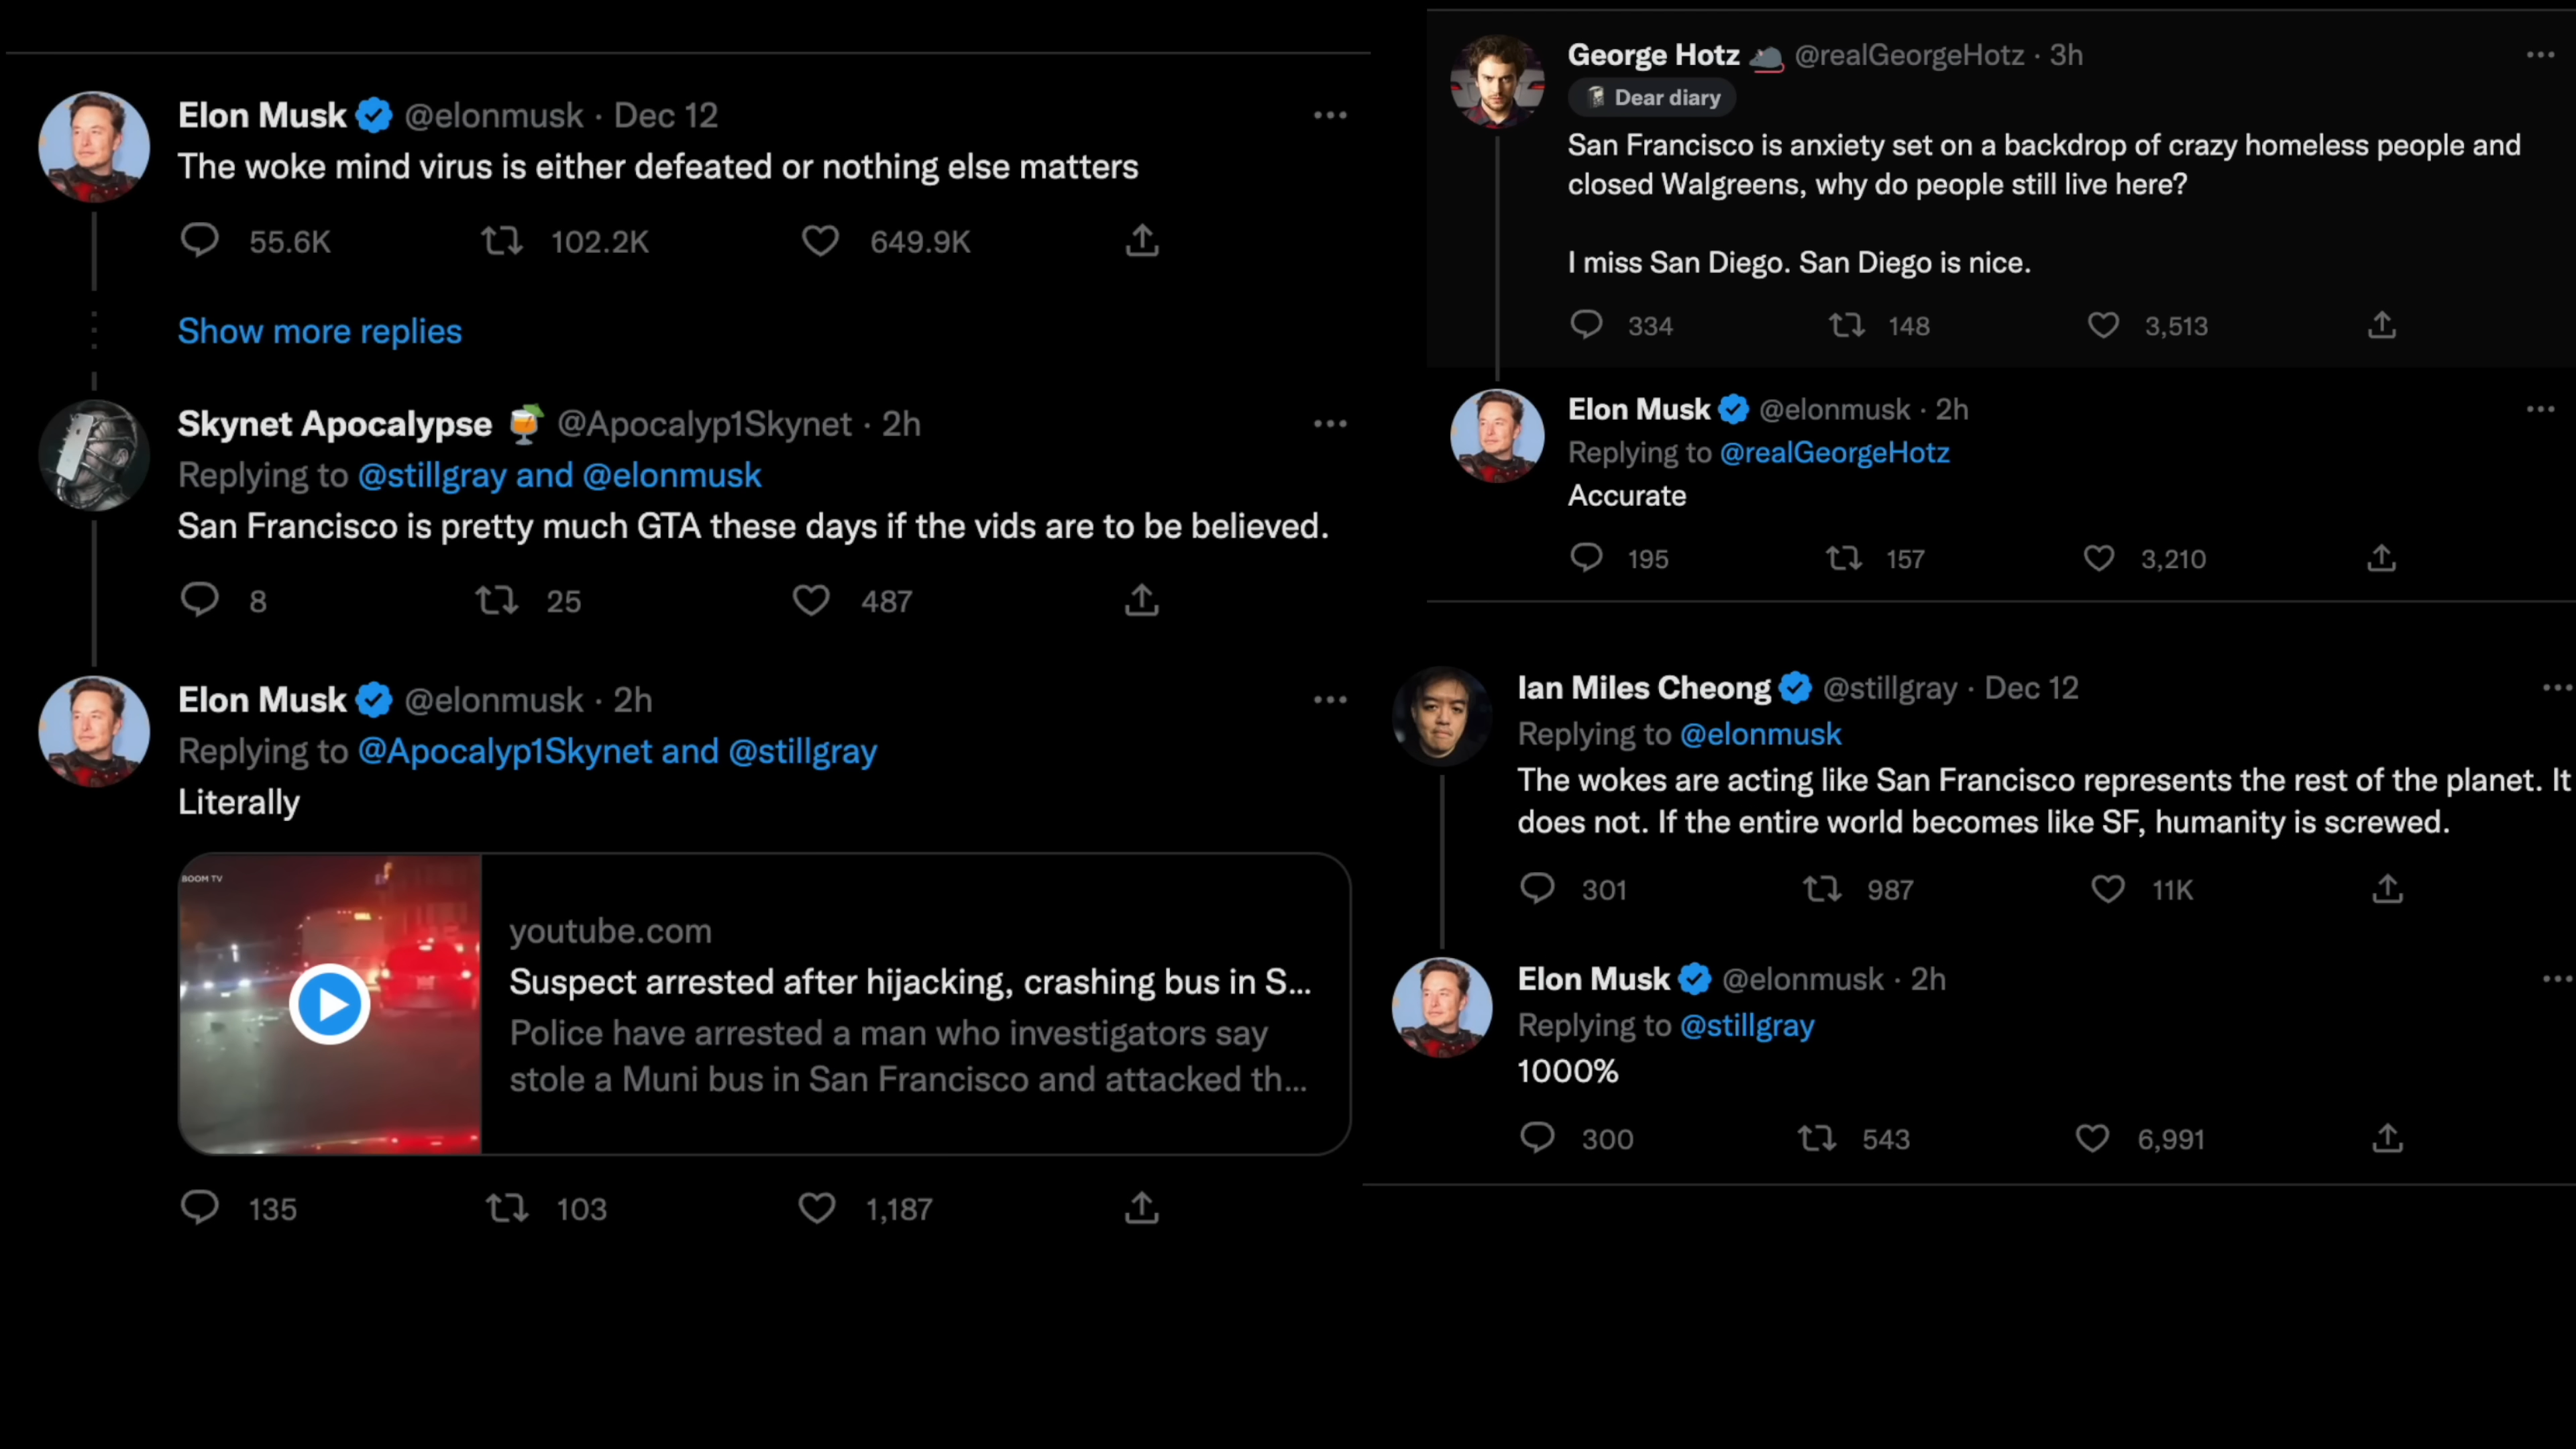 Elon Musk @elonmusk · Dec 12
The woke mind virus is either defeated or nothing else matters
55.6K 102.2K 649.9K
Show more replies
Skynet Apocalypse 🍹 @Apocalyp1Skynet · 2h
Replying to @stillgray and @elonmusk
San Francisco is pretty much GTA these days if the vids are to be believed.
8 25 487
Elon Musk @elonmusk · 2h
Replying to @Apocalyp1Skynet and @stillgray
Literally
BOOM TV
youtube.com
Suspect arrested after hijacking, crashing bus in S...
Police have arrested a man who investigators say
stole a Muni bus in San Francisco and attacked th...
135 103 1,187
George Hotz 🐀 @realGeorgeHotz · 3h
Dear diary
San Francisco is anxiety set on a backdrop of crazy homeless people and
closed Walgreens, why do people still live here?
I miss San Diego. San Diego is nice.
334 148 3,513
Elon Musk @elonmusk · 2h
Replying to @realGeorgeHotz
Accurate
195 157 3,210
Ian Miles Cheong @stillgray · Dec 12
Replying to @elonmusk
The wokes are acting like San Francisco represents the rest of the planet. It
does not. If the entire world becomes like SF, humanity is screwed.
301 987 11K
Elon Musk @elonmusk · 2h
Replying to @stillgray
1000%
300 543 6,991